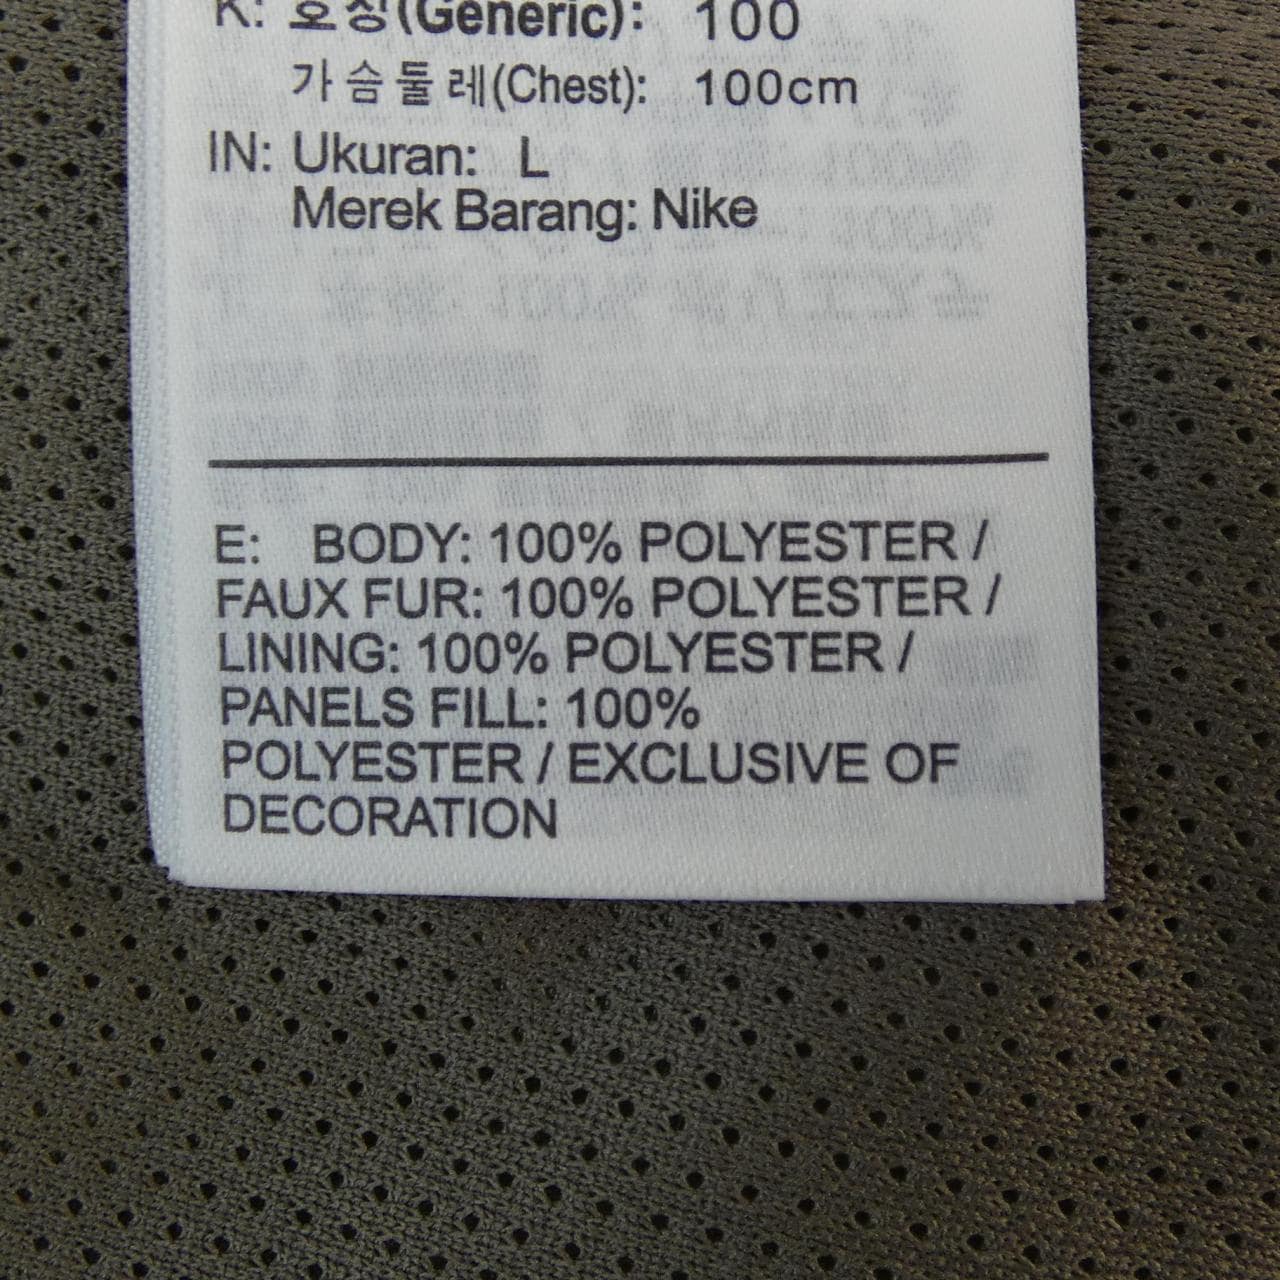 K: 호칭(Generic): 100
가슴둘레(Chest): 100cm
IN: Ukuran: L
Merek Barang: Nike
E: BODY: 100% POLYESTER /
FAUX FUR: 100% POLYESTER /
LINING: 100% POLYESTER /
PANELS FILL: 100%
POLYESTER / EXCLUSIVE OF
DECORATION